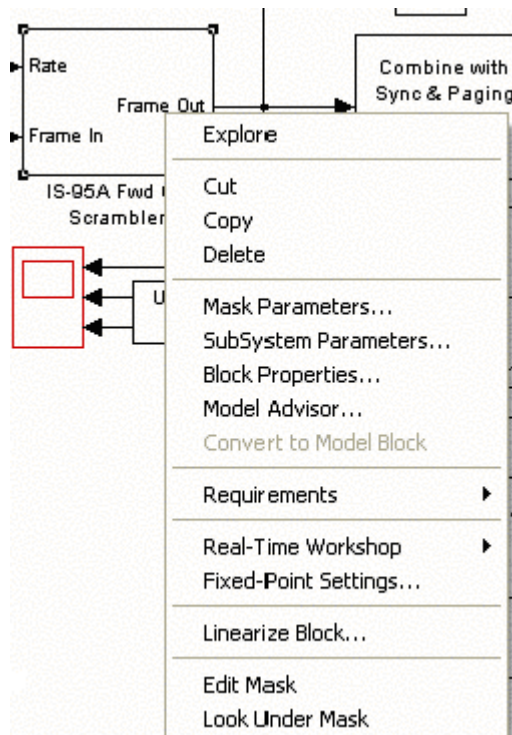 Rate
Combine with
Sync & Paging
Frame Out
Frame In
IS-95A Fwd
Scrambler
U
Explore
Cut
Copy
Delete
Mask Parameters...
SubSystem Parameters...
Block Properties...
Model Advisor...
Convert to Model Block
Requirements
Real-Time Workshop
Fixed-Point Settings...
Linearize Block...
Edit Mask
Look Under Mask